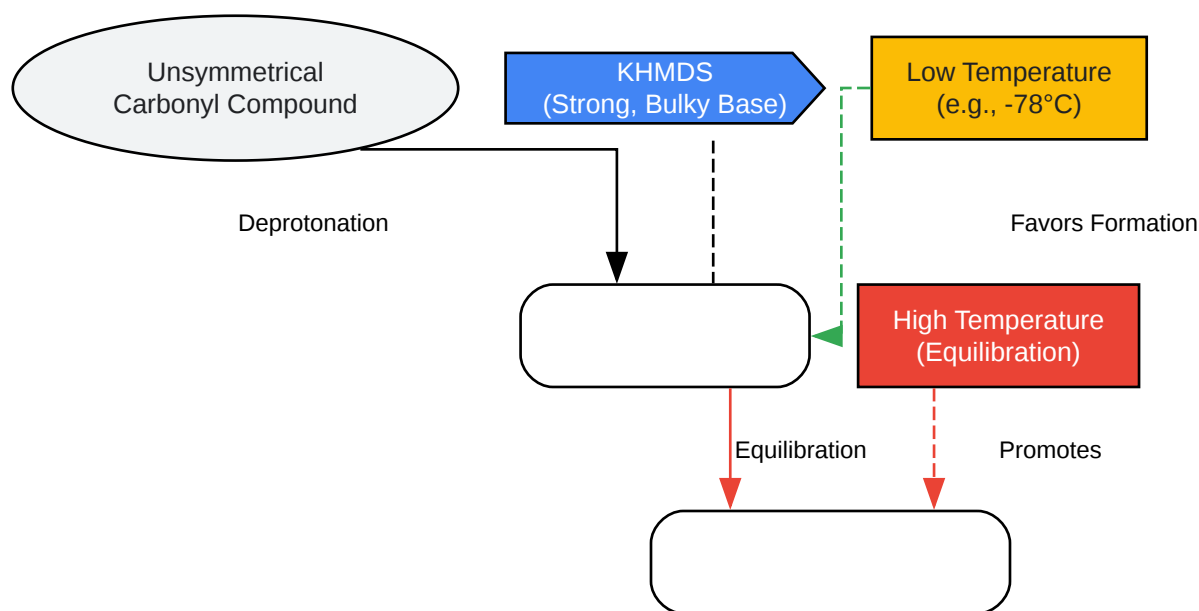 Unsymmetrical
Carbonyl Compound
KHMDS
(Strong, Bulky Base)
Low Temperature
(e.g., -78°C)
Deprotonation
Favors Formation
High Temperature
(Equilibration)
Equilibration
Promotes